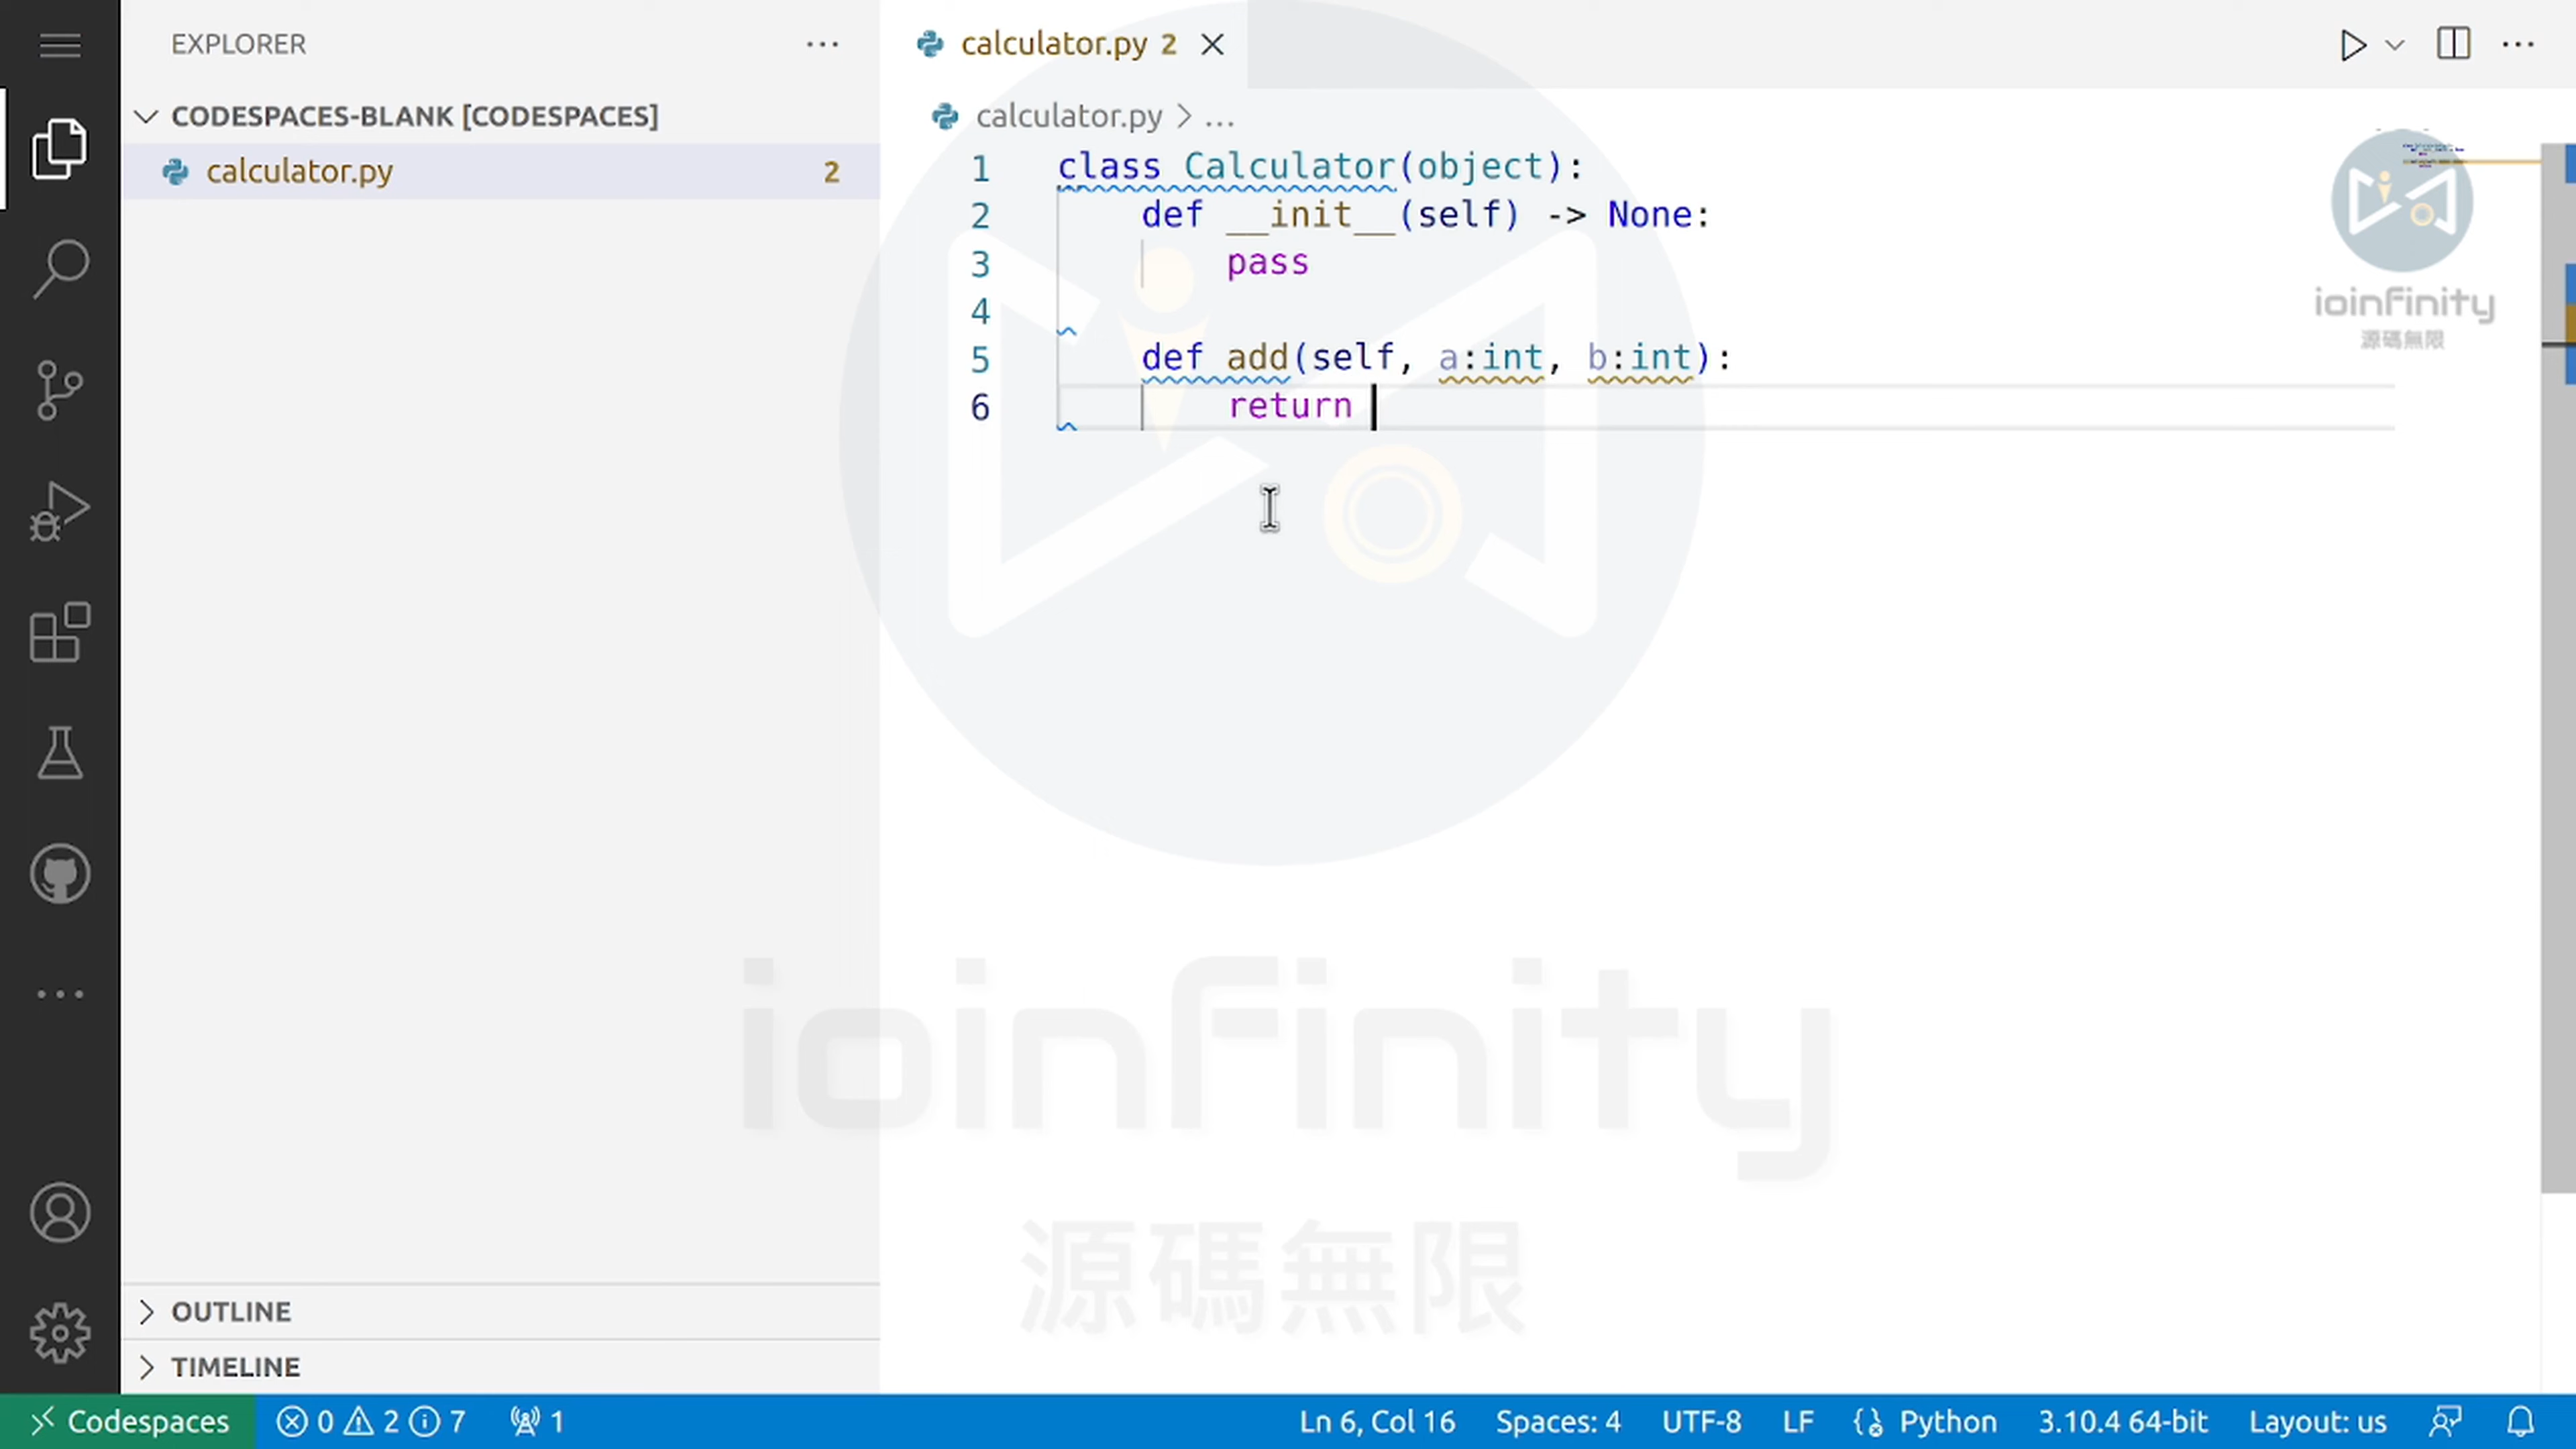 EXPLORER
calculator.py 2
CODESPACES-BLANK [CODESPACES]
calculator.py 2
calculator.py > ...
1 class Calculator(object):
2     def __init__(self) -> None:
3         pass
4
5     def add(self, a:int, b:int):
6         return
ioinfinity
源碼無限
ioinfinity
源碼無限
OUTLINE
TIMELINE
Codespaces 0 2 7 1 Ln 6, Col 16 Spaces: 4 UTF-8 LF Python 3.10.4 64-bit Layout: us